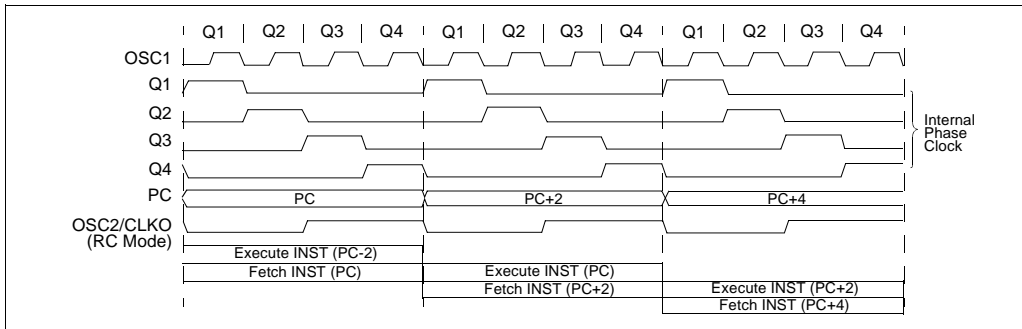 Q1 Q2 Q3 Q4 Q1 Q2 Q3 Q4 Q1 Q2 Q3 Q4
OSC1
Q1
Q2
Q3
Q4
Internal
Phase
Clock
PC PC PC+2 PC+4
OSC2/CLKO
(RC Mode)
Execute INST (PC-2)
Fetch INST (PC) Execute INST (PC)
Fetch INST (PC+2) Execute INST (PC+2)
Fetch INST (PC+4)